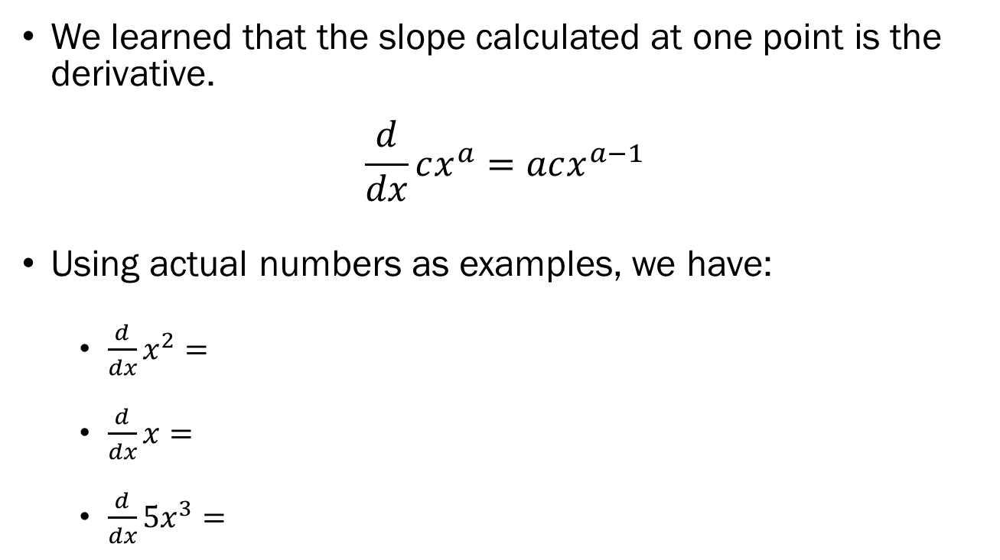 • We learned that the slope calculated at one point is the
derivative.
$\frac{d}{dx}cx^{a} = acx^{a-1}$
• Using actual numbers as examples, we have:
• $\frac{d}{dx}x^{2} =$
• $\frac{d}{dx}x =$
• $\frac{d}{dx}5x^{3} =$